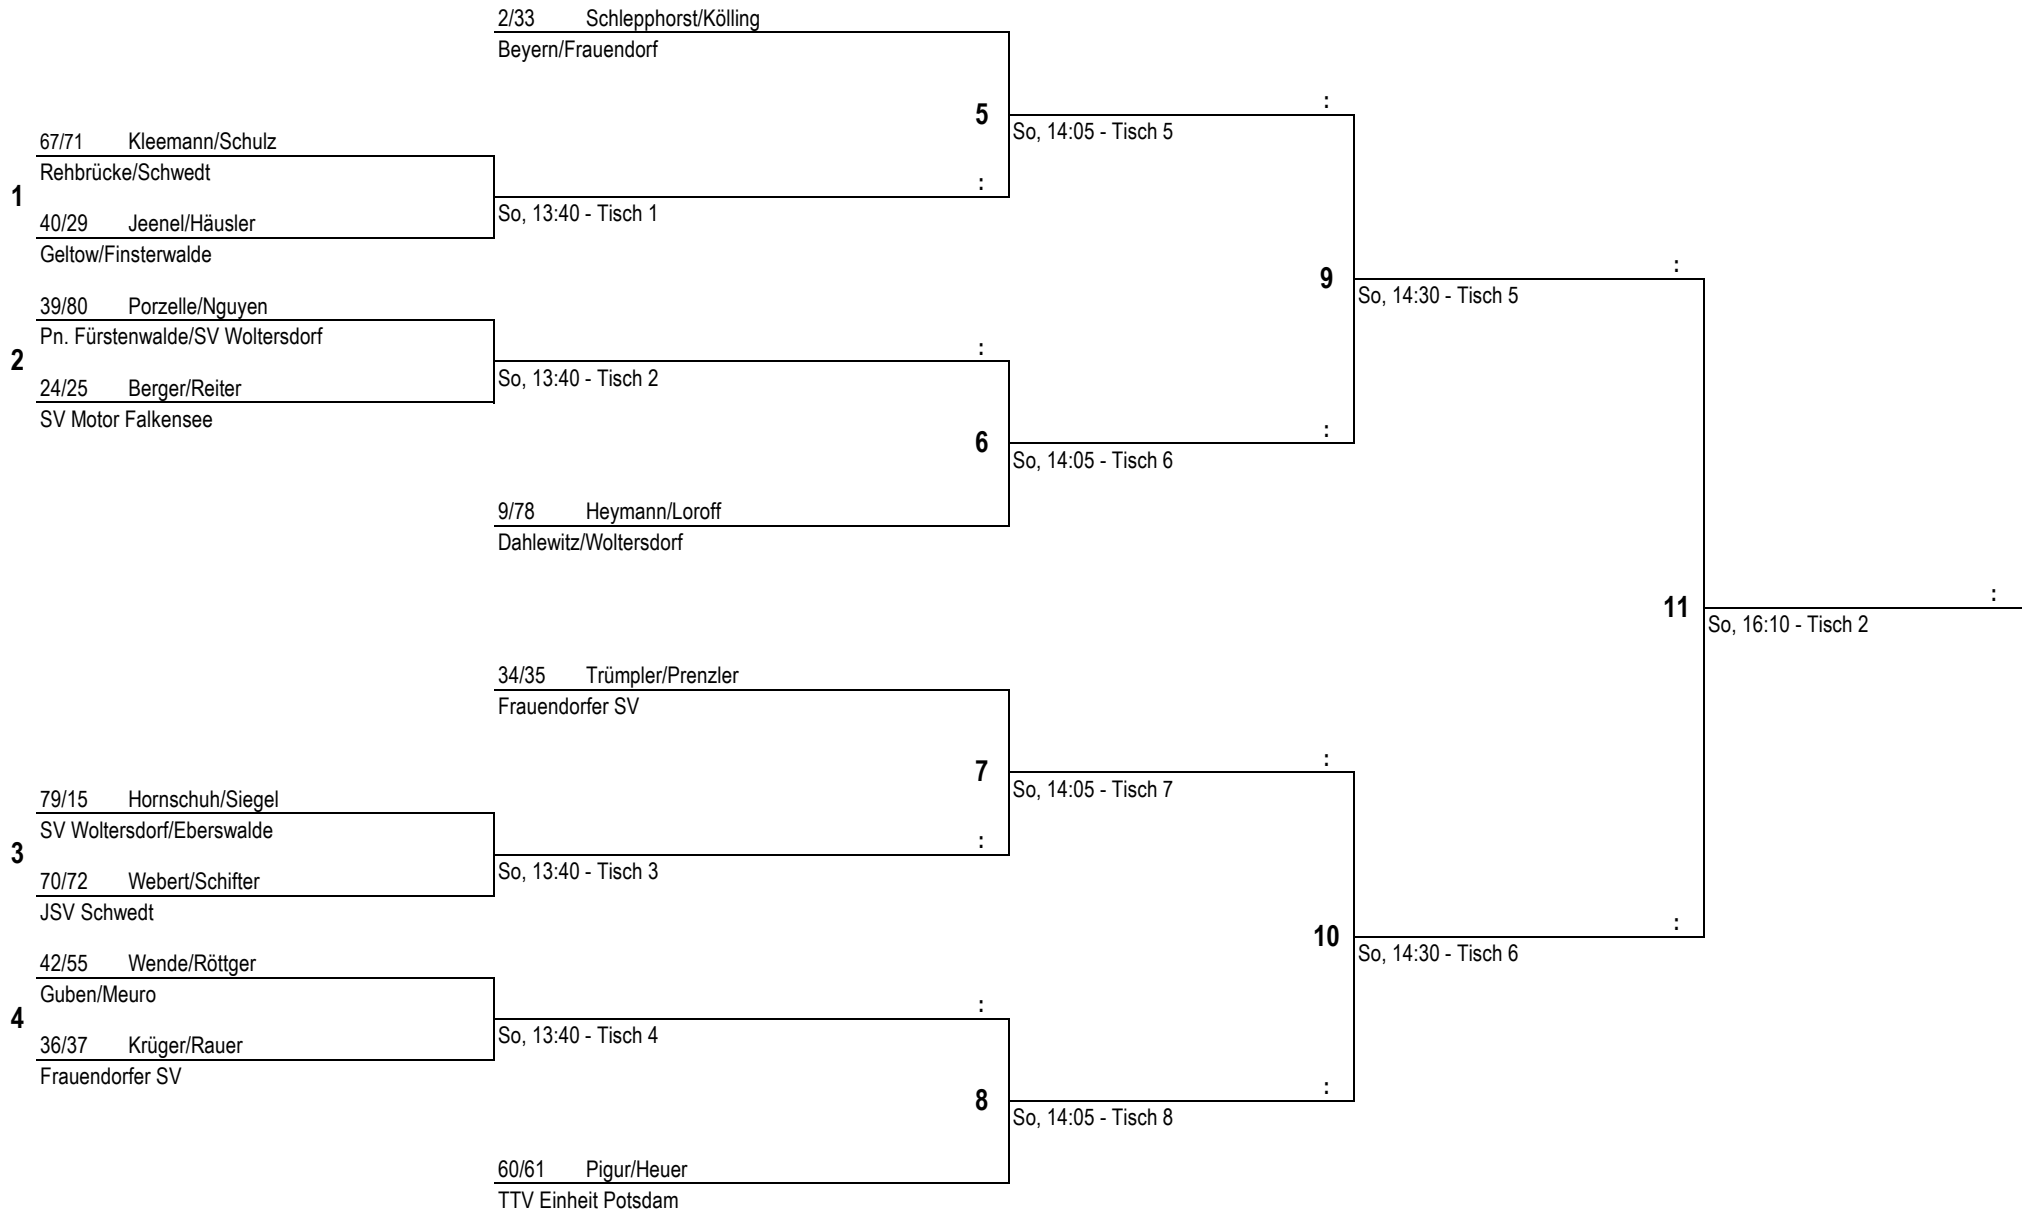 2/33 Schlepphorst/Kölling
Beyern/Frauendorf
5
:
So, 14:05 - Tisch 5
67/71 Kleemann/Schulz
Rehbrücke/Schwedt
1
:
So, 13:40 - Tisch 1
40/29 Jeenel/Häusler
Geltow/Finsterwalde
9
:
So, 14:30 - Tisch 5
39/80 Porzelle/Nguyen
Pn. Fürstenwalde/SV Woltersdorf
2
:
So, 13:40 - Tisch 2
24/25 Berger/Reiter
SV Motor Falkensee
6
:
So, 14:05 - Tisch 6
9/78 Heymann/Loroff
Dahlewitz/Woltersdorf
11
:
So, 16:10 - Tisch 2
34/35 Trümpler/Prenzler
Frauendorfer SV
7
:
So, 14:05 - Tisch 7
79/15 Hornschuh/Siegel
SV Woltersdorf/Eberswalde
3
:
So, 13:40 - Tisch 3
70/72 Webert/Schifter
JSV Schwedt
10
:
So, 14:30 - Tisch 6
42/55 Wende/Röttger
Guben/Meuro
4
:
So, 13:40 - Tisch 4
36/37 Krüger/Rauer
Frauendorfer SV
8
:
So, 14:05 - Tisch 8
60/61 Pigur/Heuer
TTV Einheit Potsdam